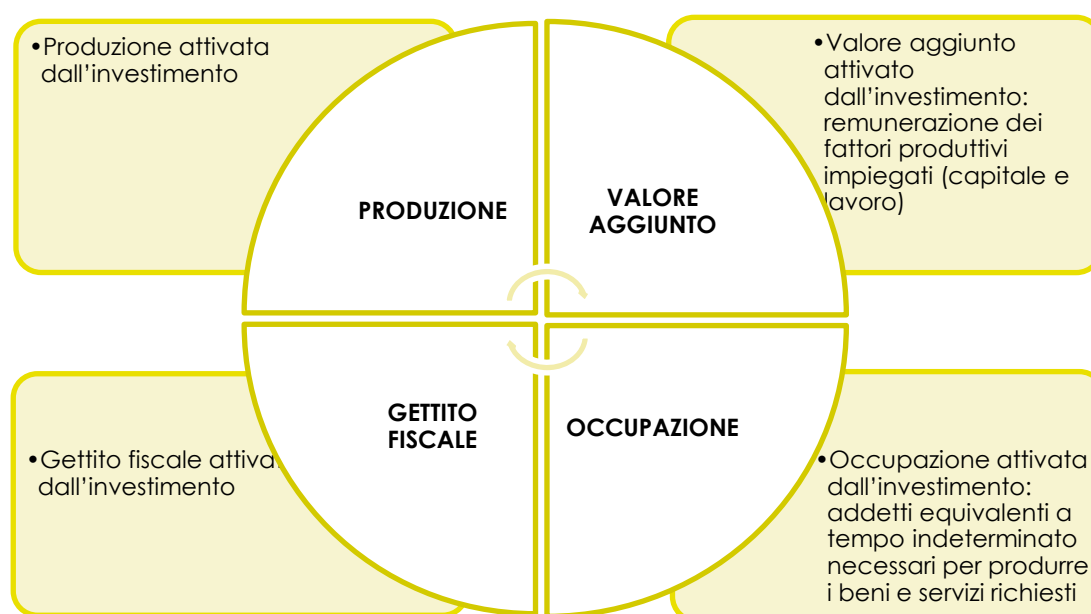 •Produzione attivata
dall'investimento
PRODUZIONE
VALORE
AGGIUNTO
•Valore aggiunto
attivato
dall'investimento:
remunerazione dei
fattori produttivi
impiegati (capitale e
lavoro)
•Gettito fiscale
dall'investimento
GETTITO
FISCALE
OCCUPAZIONE
•Occupazione attivata
dall'investimento:
addetti equivalenti a
tempo indeterminato
necessari per produrre
i beni e servizi richiesti